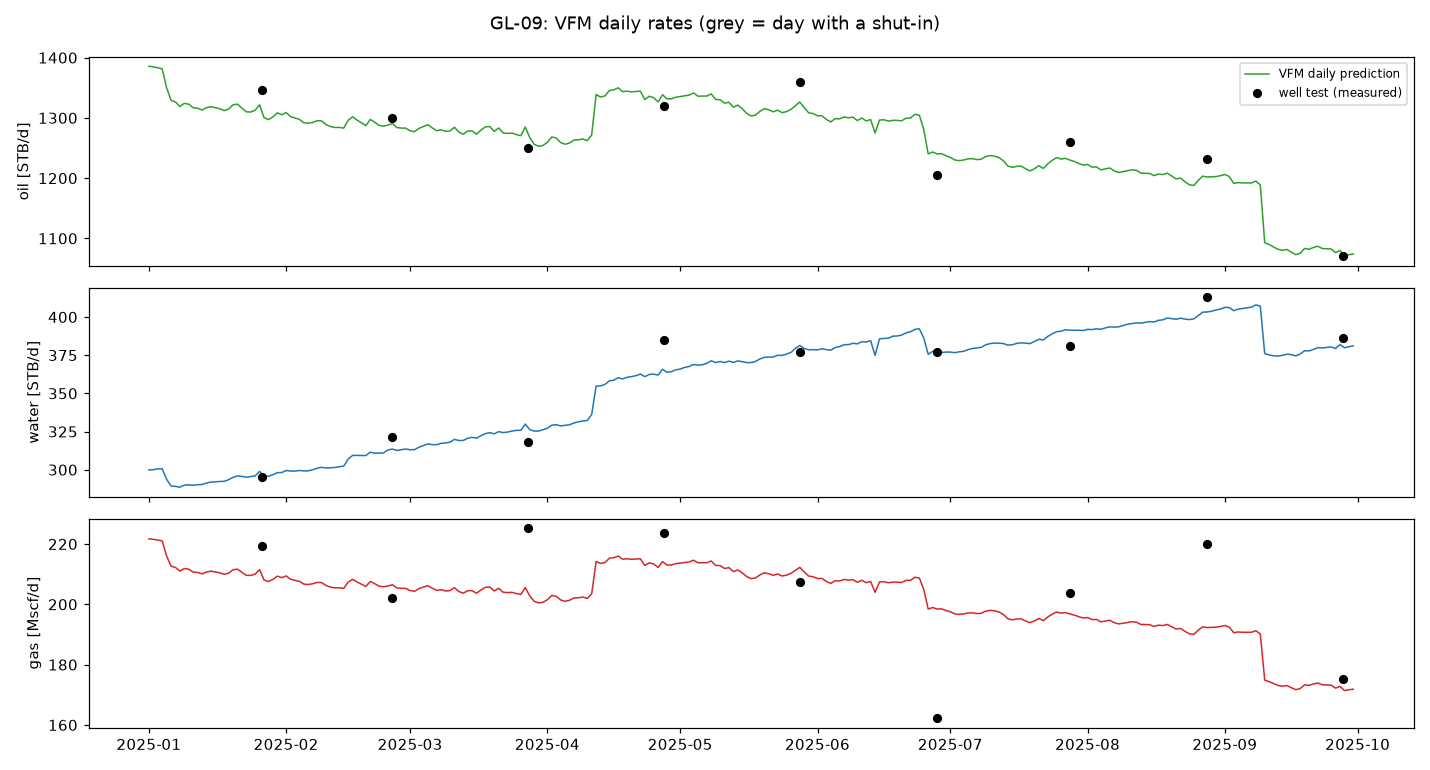 GL-09: VFM daily rates (grey = day with a shut-in)
1400
1300
1200
1100
oil [STB/d]
VFM daily prediction
well test (measured)
400
375
350
325
300
water [STB/d]
220
200
180
160
gas [Mscf/d]
2025-01 2025-02 2025-03 2025-04 2025-05 2025-06 2025-07 2025-08 2025-09 2025-10